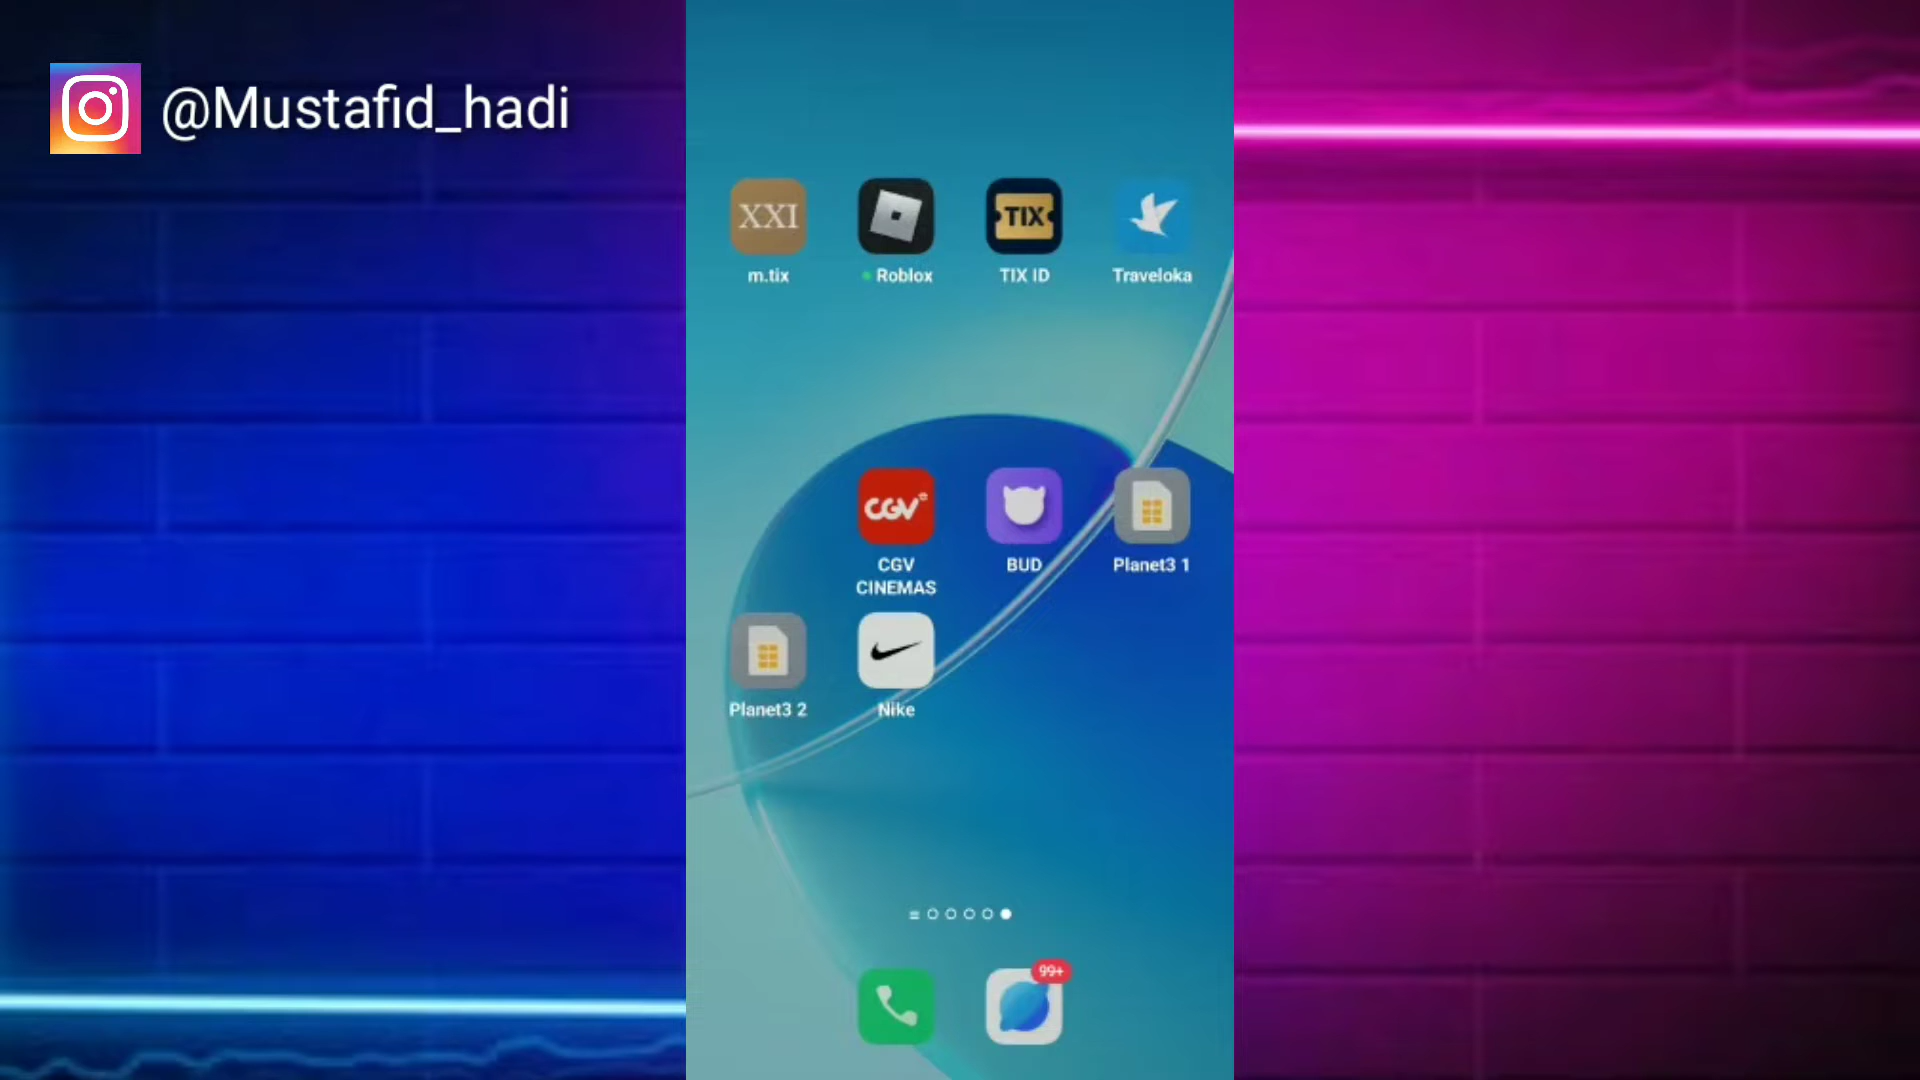 @Mustafid_hadi
XXI
TIX
m.tix
Roblox
TIX ID
Traveloka
CGV
BUD
Planet3 1
CGV
CINEMAS
Planet3 2
Nike
99+